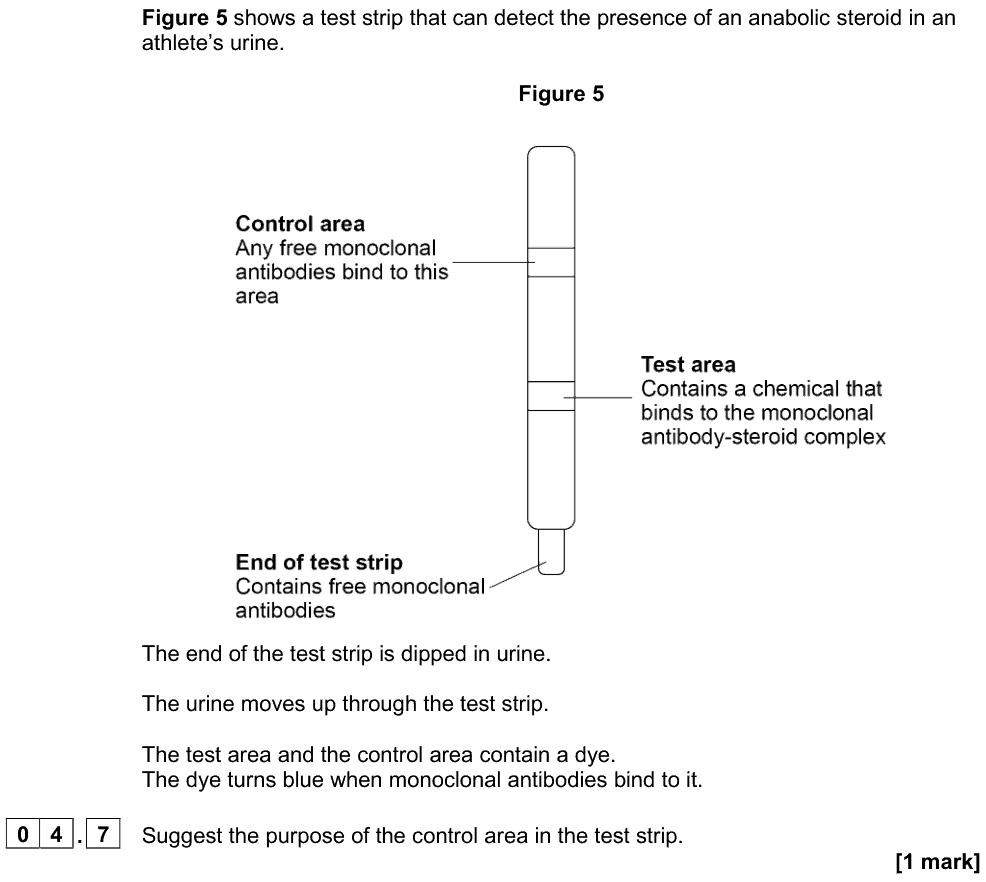 Figure 5 shows a test strip that can detect the presence of an anabolic steroid in an
athlete’s urine.
Figure 5
Control area
Any free monoclonal
antibodies bind to this
area
Test area
Contains a chemical that
binds to the monoclonal
antibody-steroid complex
End of test strip
Contains free monoclonal
antibodies
The end of the test strip is dipped in urine.
The urine moves up through the test strip.
The test area and the control area contain a dye.
The dye turns blue when monoclonal antibodies bind to it.
0 4 . 7 Suggest the purpose of the control area in the test strip.
[1 mark]